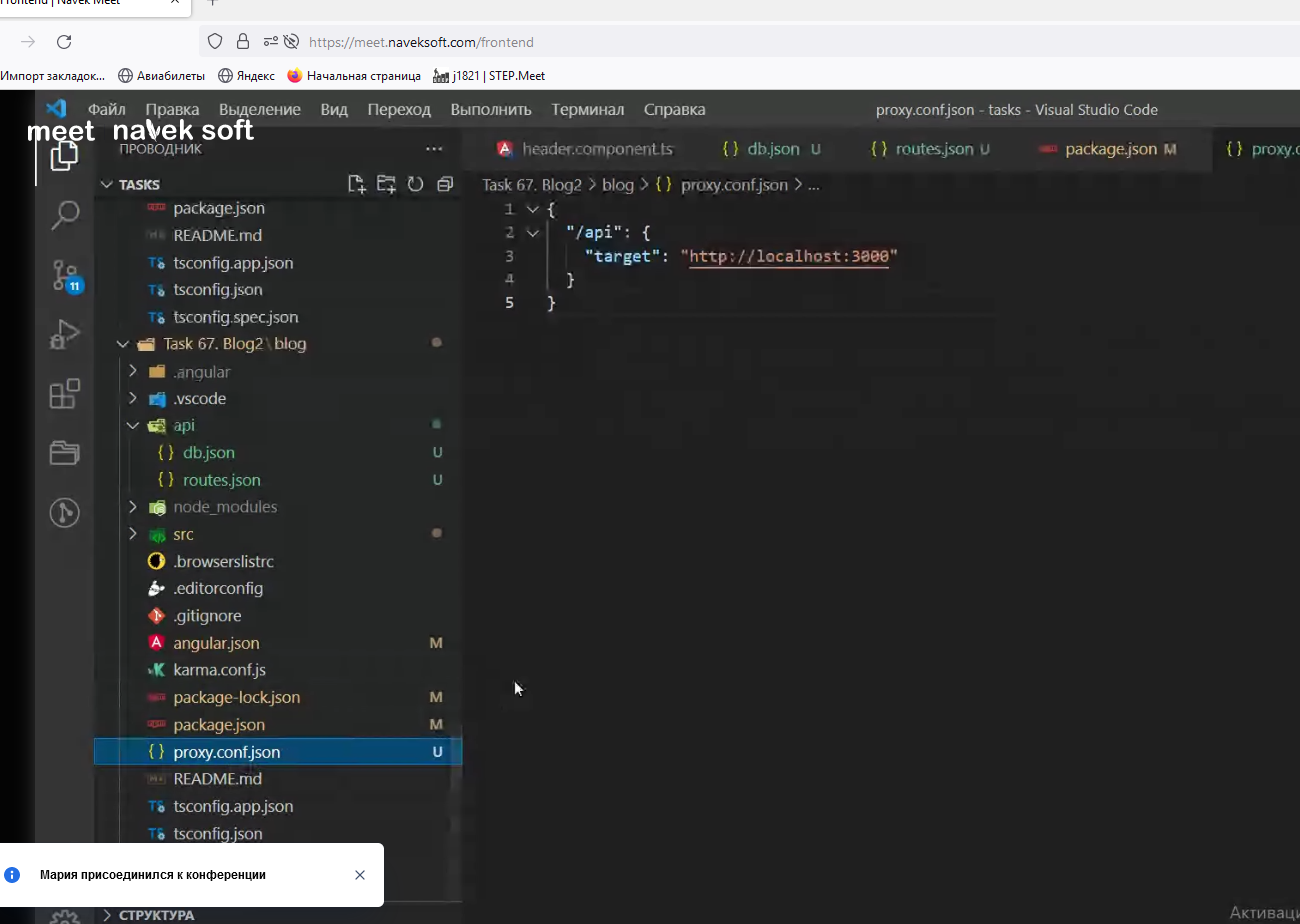 Frontend | Navek Meet
https://meet.naveksoft.com/frontend
Импорт закладок...
Авиабилеты
Яндекс
Начальная страница
j1821 | STEP.Meet
Файл Правка Выделение Вид Переход Выполнить Терминал Справка
proxy.conf.json - tasks - Visual Studio Code
meet navek soft
ПРОВОДНИК
header.component.ts
{} db.json U
{} routes.json U
package.json M
{} proxy.c
TASKS
Task 67. Blog2 > blog > {} proxy.conf.json > ...
1 {
2 "/api": {
3 "target": "http://localhost:3000"
4 }
5 }
package.json
README.md
tsconfig.app.json
tsconfig.json
tsconfig.spec.json
11
Task 67. Blog2 \ blog
.angular
.vscode
api
{} db.json U
{} routes.json U
node_modules
src
.browserslistrc
.editorconfig
.gitignore
angular.json M
karma.conf.js
package-lock.json M
package.json M
{} proxy.conf.json U
README.md
tsconfig.app.json
tsconfig.json
Мария присоединился к конференции
СТРУКТУРА
Активаци